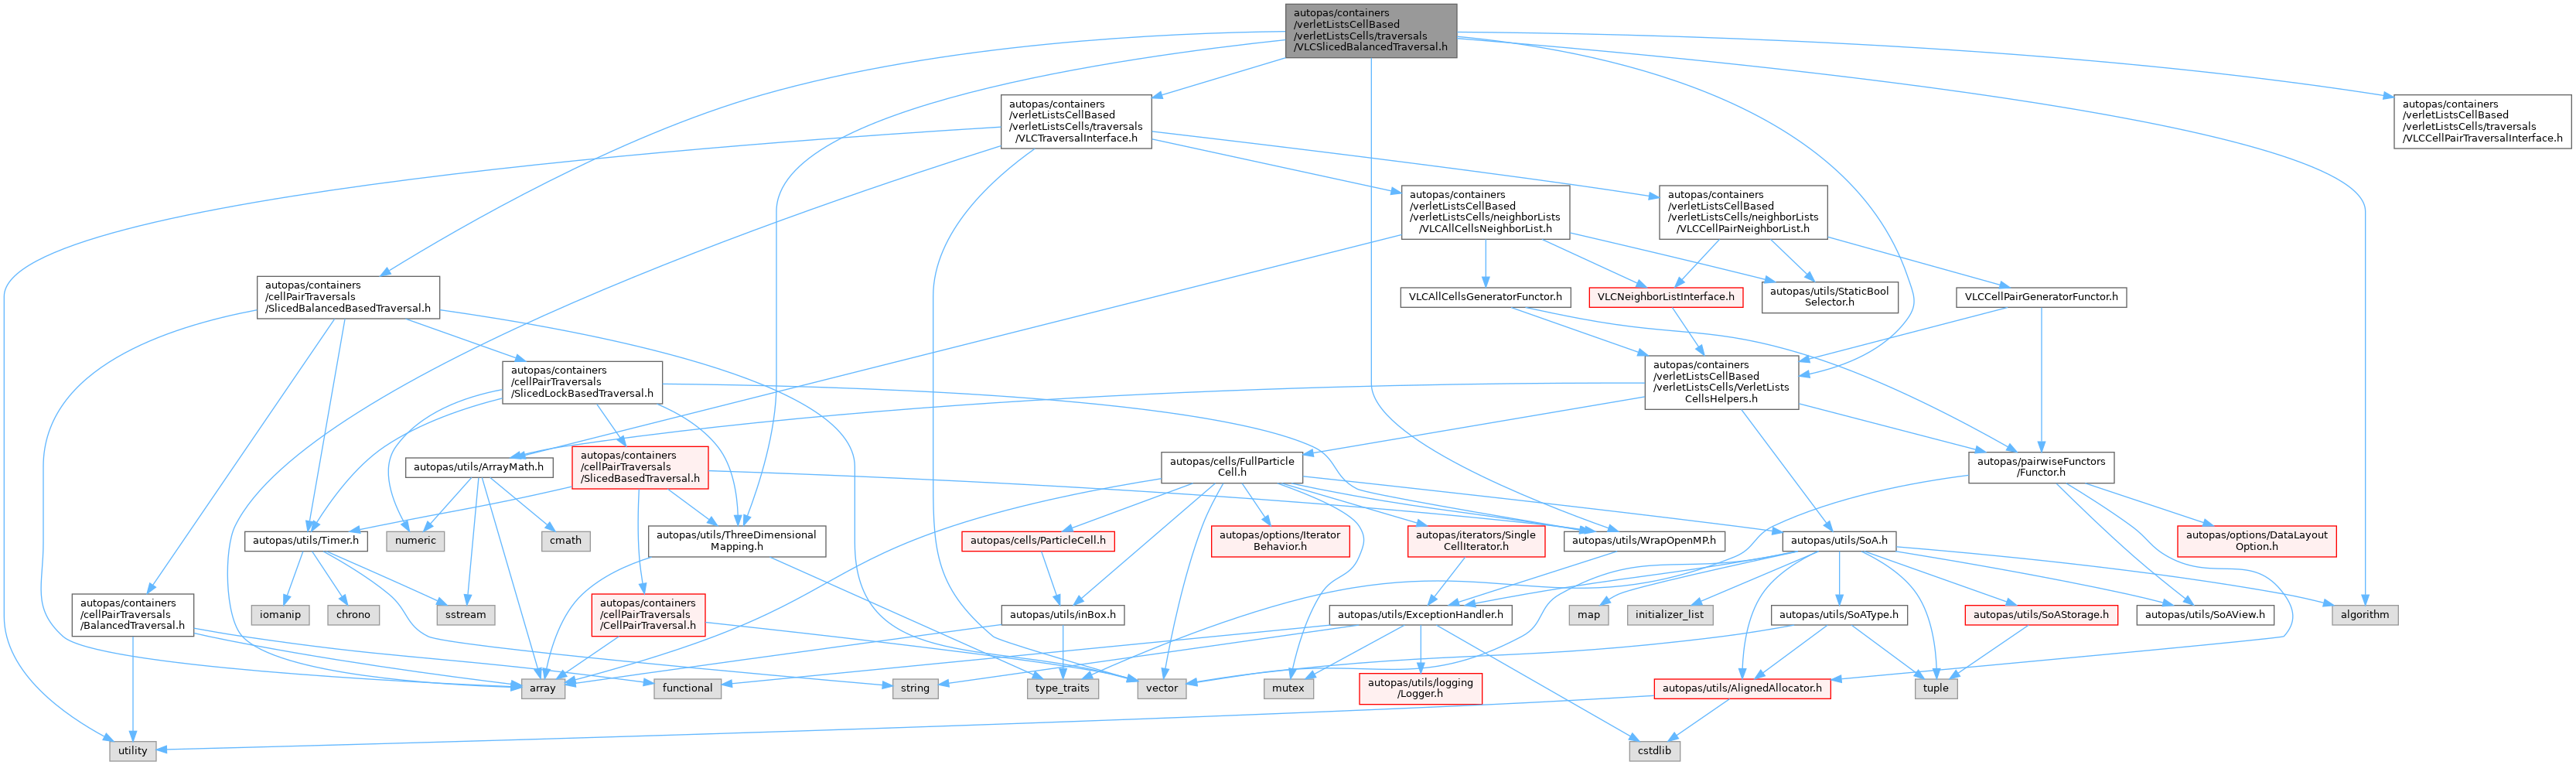 autopas/containers
/verletListsCellBased
/verletListsCells/traversals
/VLCSlicedBalancedTraversal.h
autopas/containers
/verletListsCellBased
/verletListsCells/traversals
/VLCTraversalInterface.h
autopas/containers
/verletListsCellBased
/verletListsCells/traversals
/VLCCellPairTraversalInterface.h
autopas/containers
/verletListsCellBased
/verletListsCells/neighborLists
/VLCAllCellsNeighborList.h
autopas/containers
/verletListsCellBased
/verletListsCells/neighborLists
/VLCCellPairNeighborList.h
autopas/containers
/cellPairTraversals
/SlicedBalancedBasedTraversal.h
VLCAllCellsGeneratorFunctor.h
VLCNeighborListInterface.h
autopas/utils/StaticBool
Selector.h
VLCCellPairGeneratorFunctor.h
autopas/containers
/cellPairTraversals
/SlicedLockBasedTraversal.h
autopas/containers
/verletListsCellBased
/verletListsCells/VerletLists
CellsHelpers.h
autopas/utils/ArrayMath.h
autopas/containers
/cellPairTraversals
/SlicedBasedTraversal.h
autopas/cells/FullParticle
Cell.h
autopas/pairwiseFunctors
/Functor.h
autopas/utils/Timer.h
numeric
cmath
autopas/utils/ThreeDimensional
Mapping.h
autopas/cells/ParticleCell.h
autopas/options/Iterator
Behavior.h
autopas/iterators/Single
CellIterator.h
autopas/utils/WrapOpenMP.h
autopas/utils/SoA.h
autopas/options/DataLayout
Option.h
autopas/containers
/cellPairTraversals
/BalancedTraversal.h
iomanip
chrono
sstream
autopas/containers
/cellPairTraversals
/CellPairTraversal.h
autopas/utils/inBox.h
autopas/utils/ExceptionHandler.h
map
initializer_list
autopas/utils/SoAType.h
autopas/utils/SoAStorage.h
autopas/utils/SoAView.h
algorithm
array
functional
string
type_traits
vector
mutex
autopas/utils/logging
/Logger.h
autopas/utils/AlignedAllocator.h
tuple
utility
cstdlib